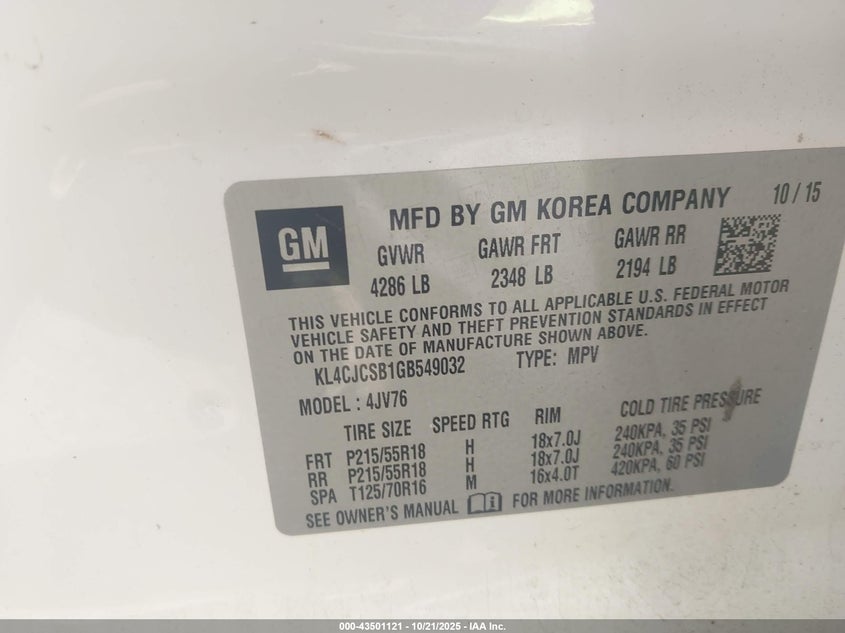 GM
MFD BY GM KOREA COMPANY 10 / 15
GVWR GAWR FRT GAWR RR
4286 LB 2348 LB 2194 LB
THIS VEHICLE CONFORMS TO ALL APPLICABLE U.S. FEDERAL MOTOR
VEHICLE SAFETY AND THEFT PREVENTION STANDARDS IN EFFECT
ON THE DATE OF MANUFACTURE SHOWN ABOVE.
KL4CJCSB1GB549032 TYPE: MPV
MODEL : 4JV76
TIRE SIZE SPEED RTG RIM COLD TIRE PRESSURE
FRT P215/55R18 H 18x7.0J 240KPA, 35 PSI
RR P215/55R18 H 18x7.0J 240KPA, 35 PSI
SPA T125/70R16 M 16x4.0T 420KPA, 60 PSI
SEE OWNER'S MANUAL FOR MORE INFORMATION.
000-43501121 - 10/21/2025 - IAA Inc.